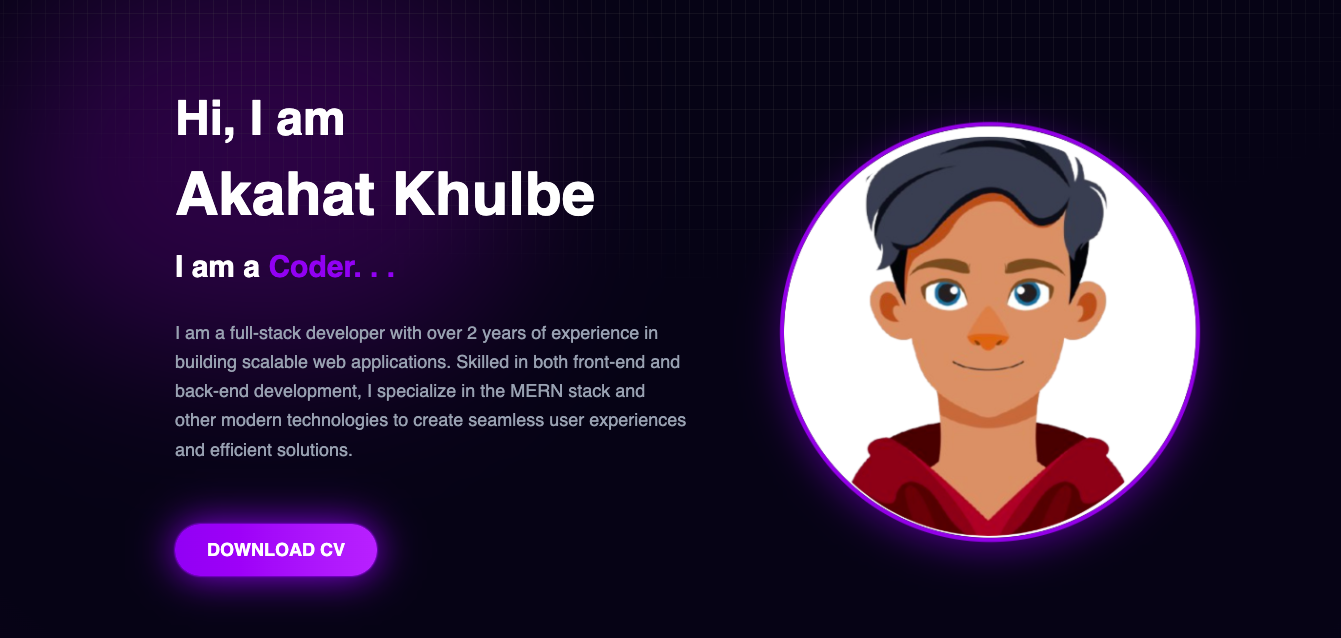 Hi, I am
Akahat Khulbe
I am a Coder. . .
I am a full-stack developer with over 2 years of experience in
building scalable web applications. Skilled in both front-end and
back-end development, I specialize in the MERN stack and
other modern technologies to create seamless user experiences
and efficient solutions.
DOWNLOAD CV